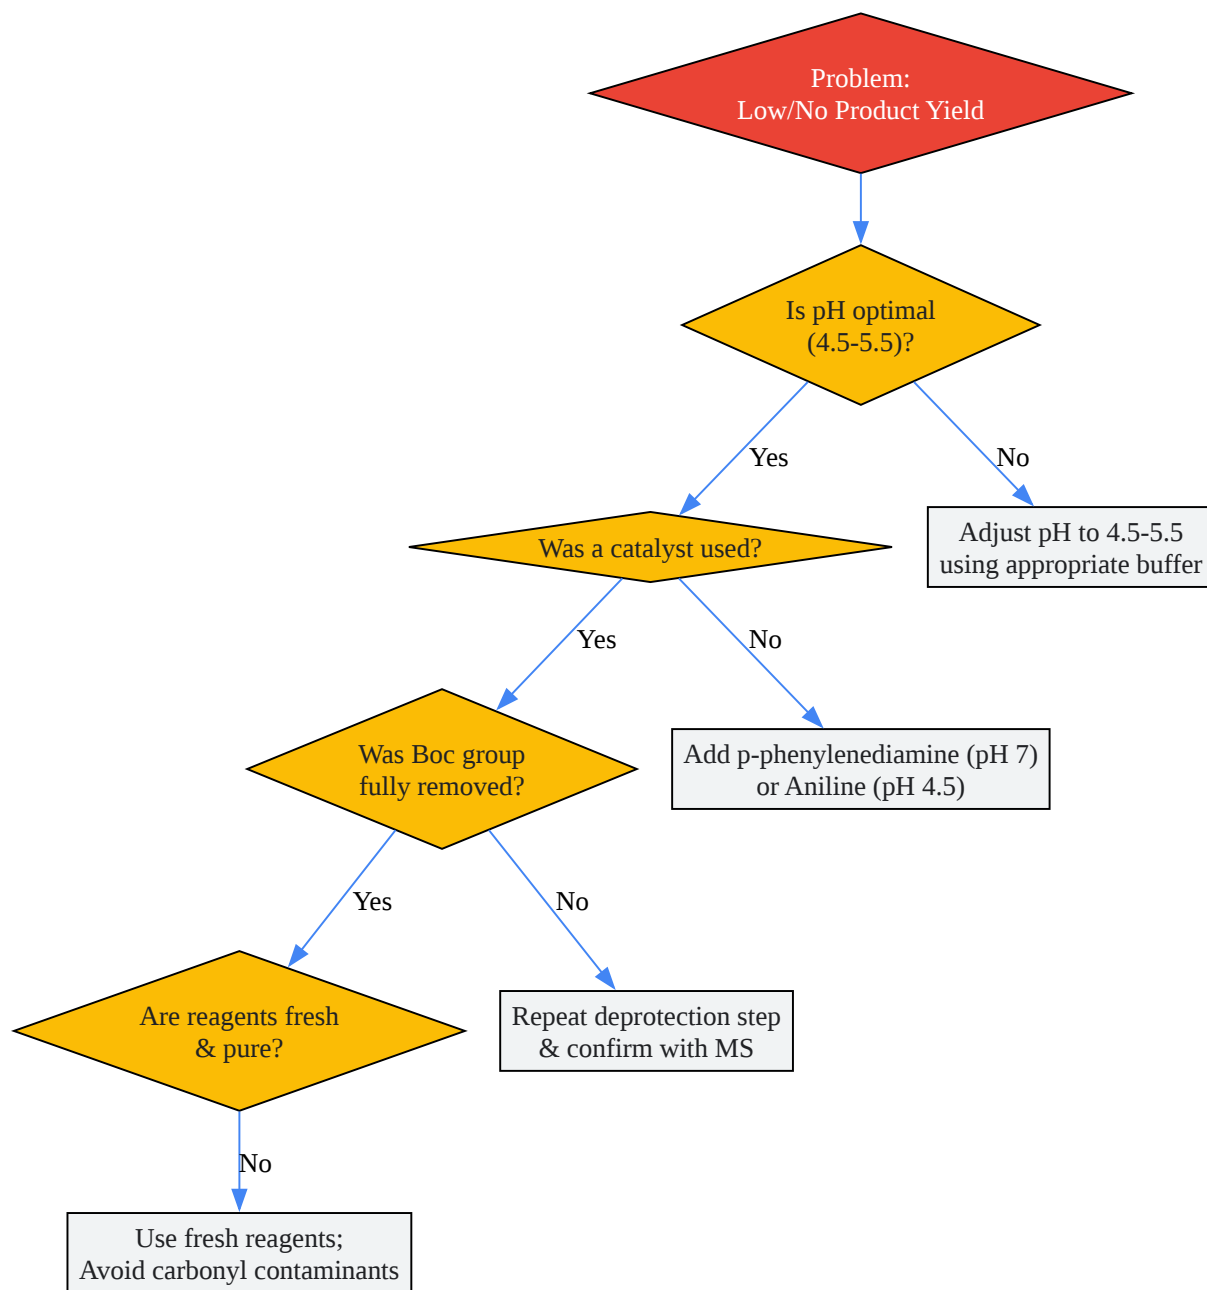 Problem:
Low/No Product Yield
Is pH optimal
(4.5-5.5)?
Yes
No
Was a catalyst used?
Adjust pH to 4.5-5.5
using appropriate buffer
Yes
No
Was Boc group
fully removed?
Add p-phenylenediamine (pH 7)
or Aniline (pH 4.5)
Yes
No
Are reagents fresh
& pure?
Repeat deprotection step
& confirm with MS
No
Use fresh reagents;
Avoid carbonyl contaminants